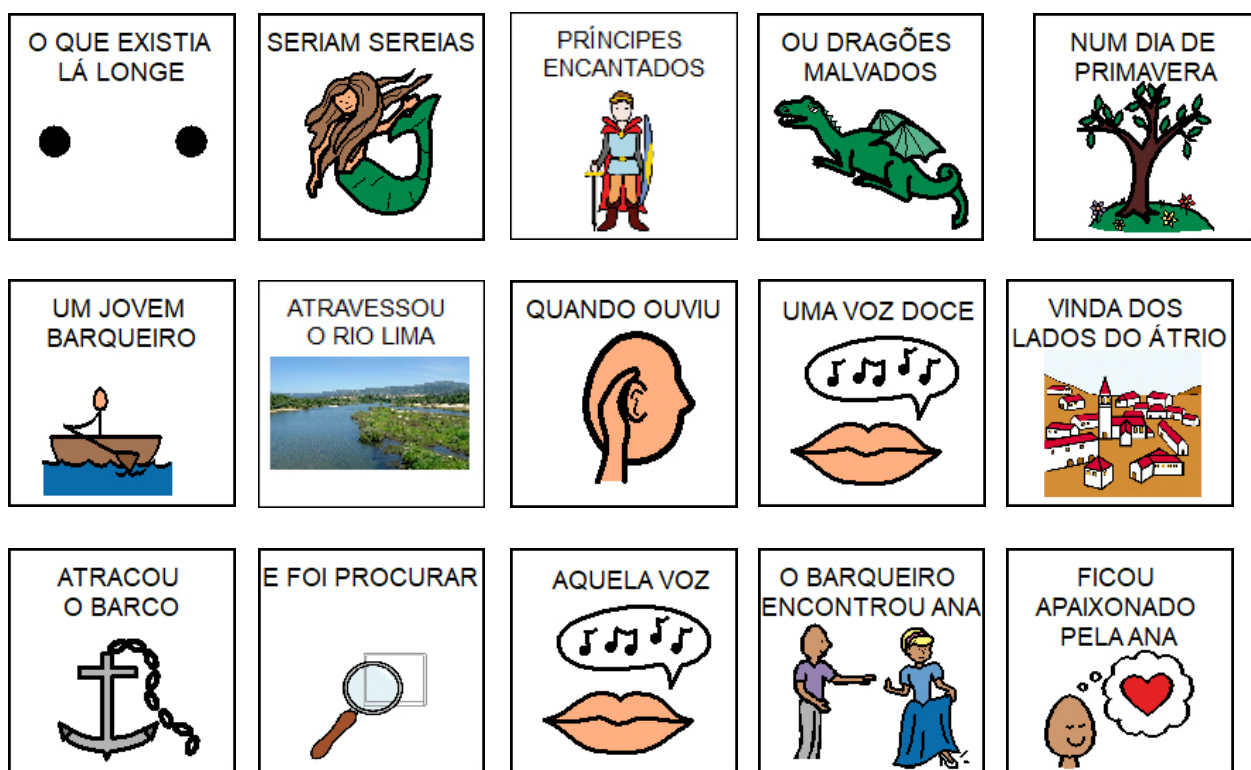 O QUE EXISTIA
LÁ LONGE
SERIAM SEREIAS
PRÍNCIPES
ENCANTADOS
OU DRAGÕES
MALVADOS
NUM DIA DE
PRIMAVERA
UM JOVEM
BARQUEIRO
ATRAVESSOU
O RIO LIMA
QUANDO OUVIU
UMA VOZ DOCE
VINDA DOS
LADOS DO ÁTRIO
ATRACOU
O BARCO
E FOI PROCURAR
AQUELA VOZ
O BARQUEIRO
ENCONTROU ANA
FICOU
APAIXONADO
PELA ANA